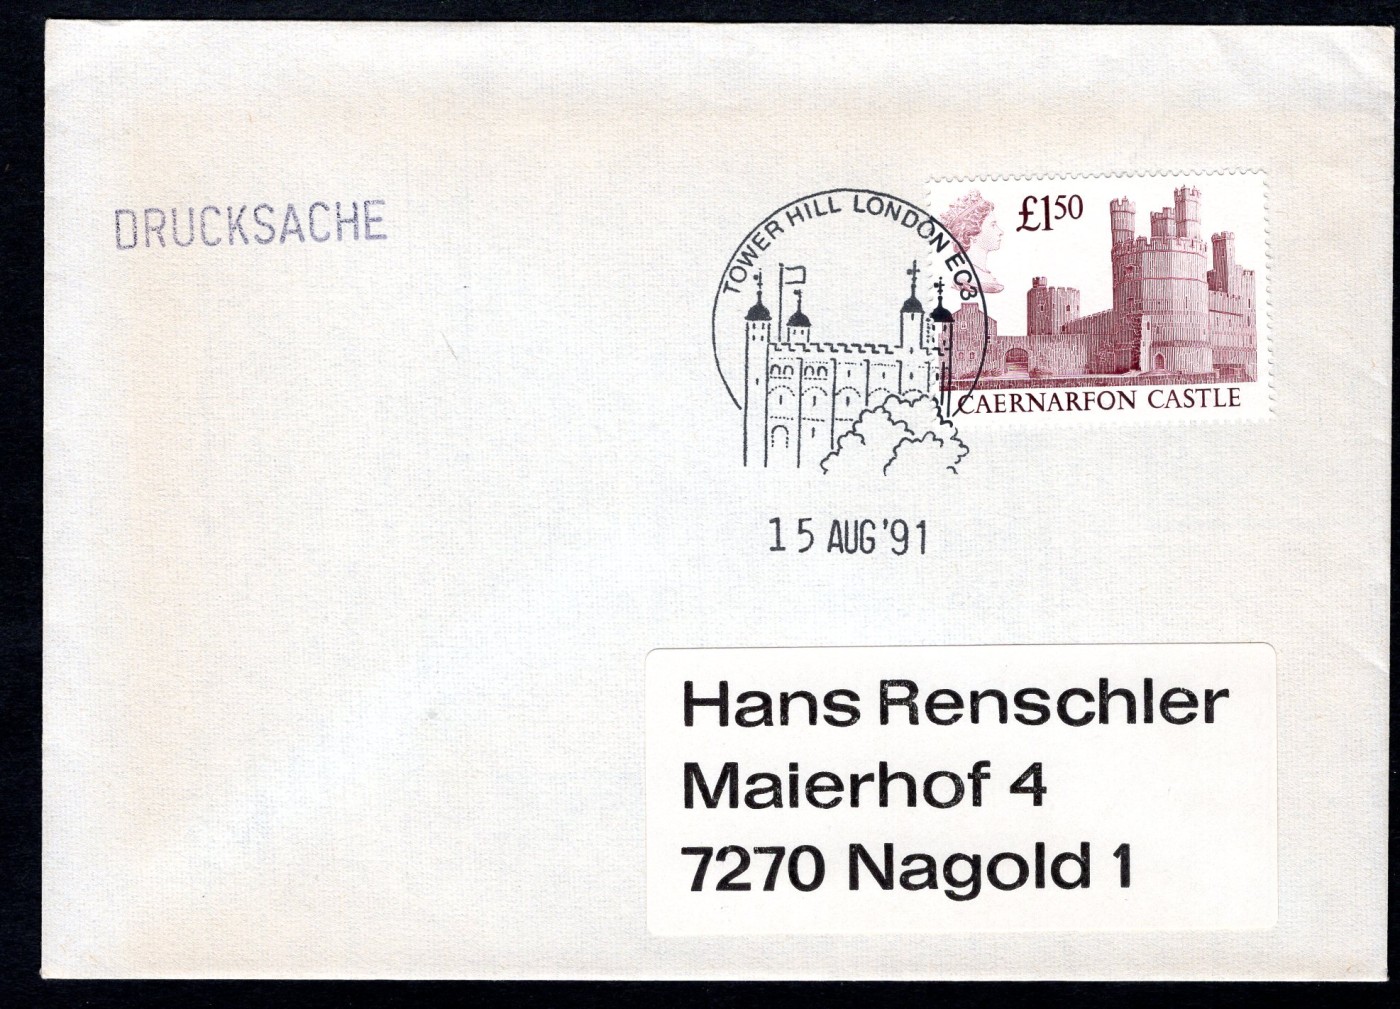 DRUCKSACHE
TOWER HILL LONDON EC3
£1.50
CAERNARFON CASTLE
15 AUG '91
Hans Renschler
Maierhof 4
7270 Nagold 1